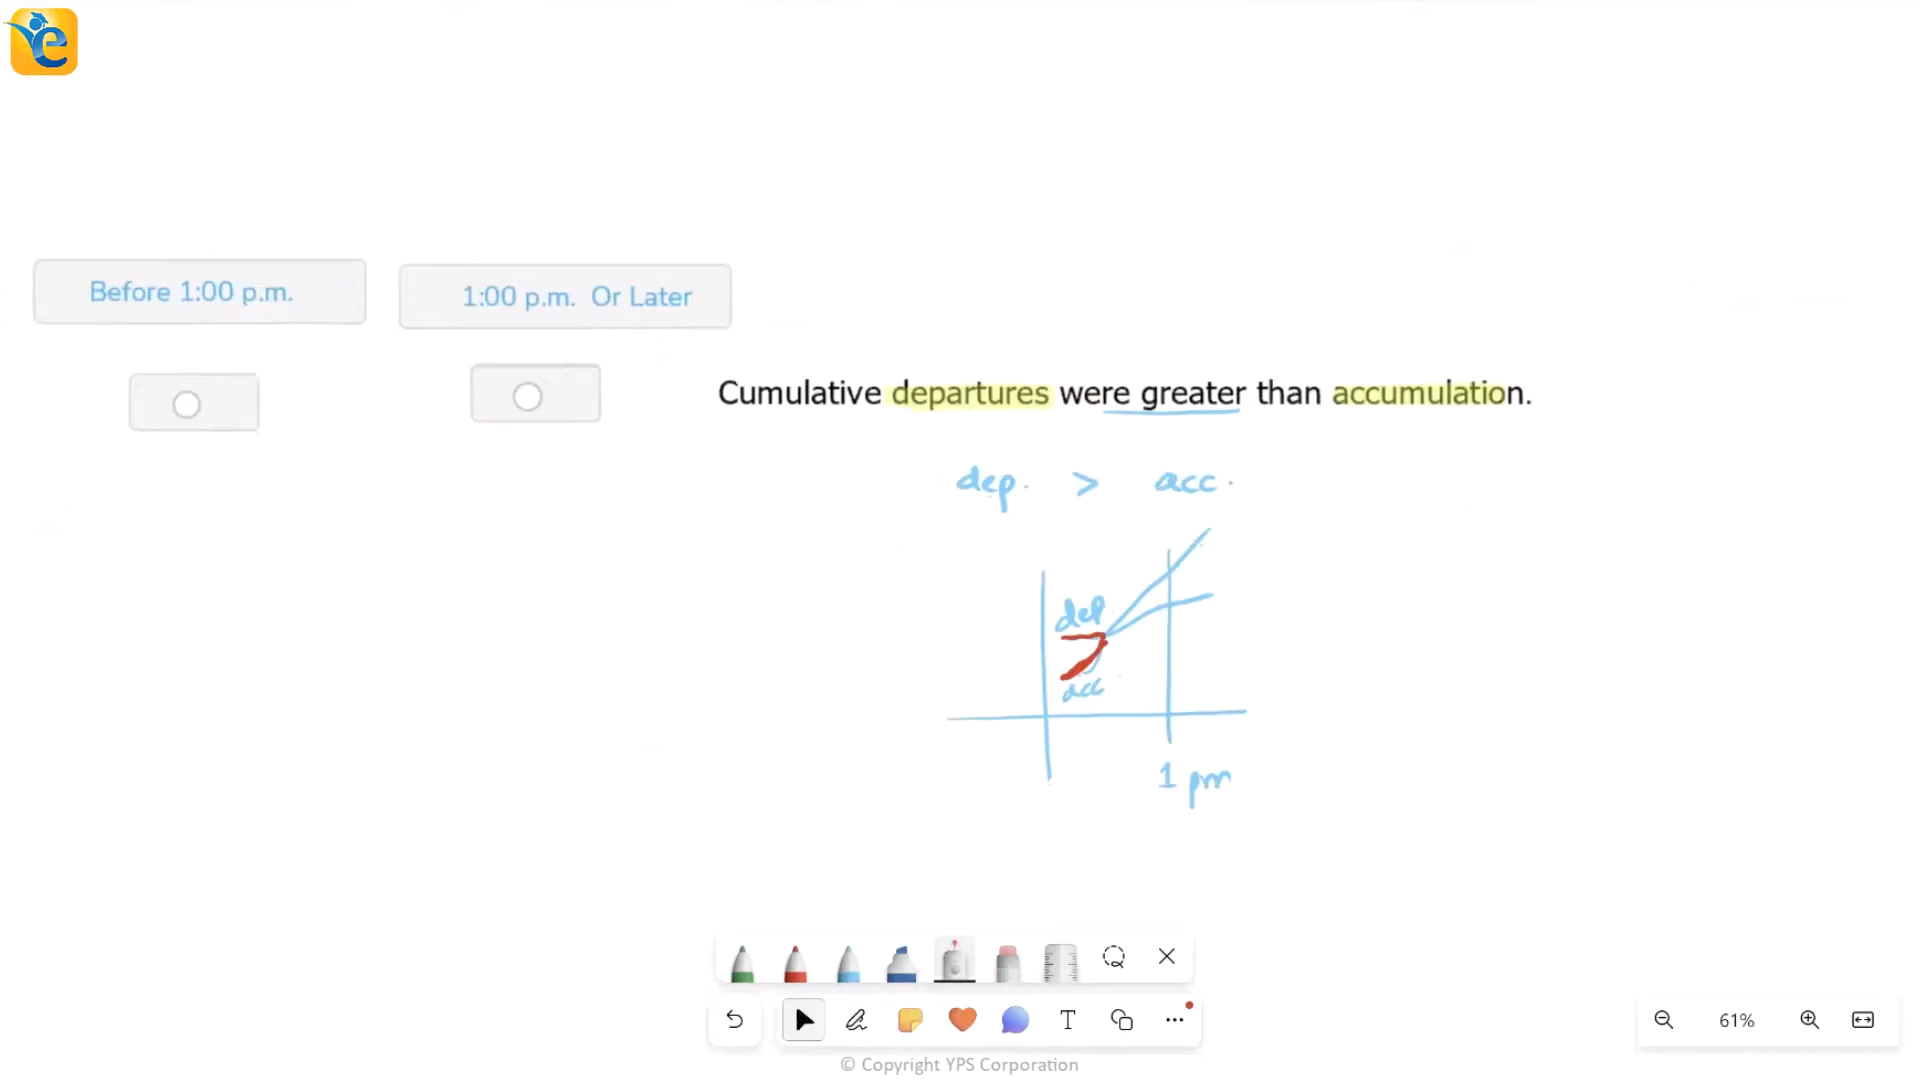 e
Before 1:00 p.m.
1:00 p.m. Or Later
Cumulative departures were greater than accumulation.
dep. > acc.
dep
acc
1 pm
T
61%
© Copyright YPS Corporation